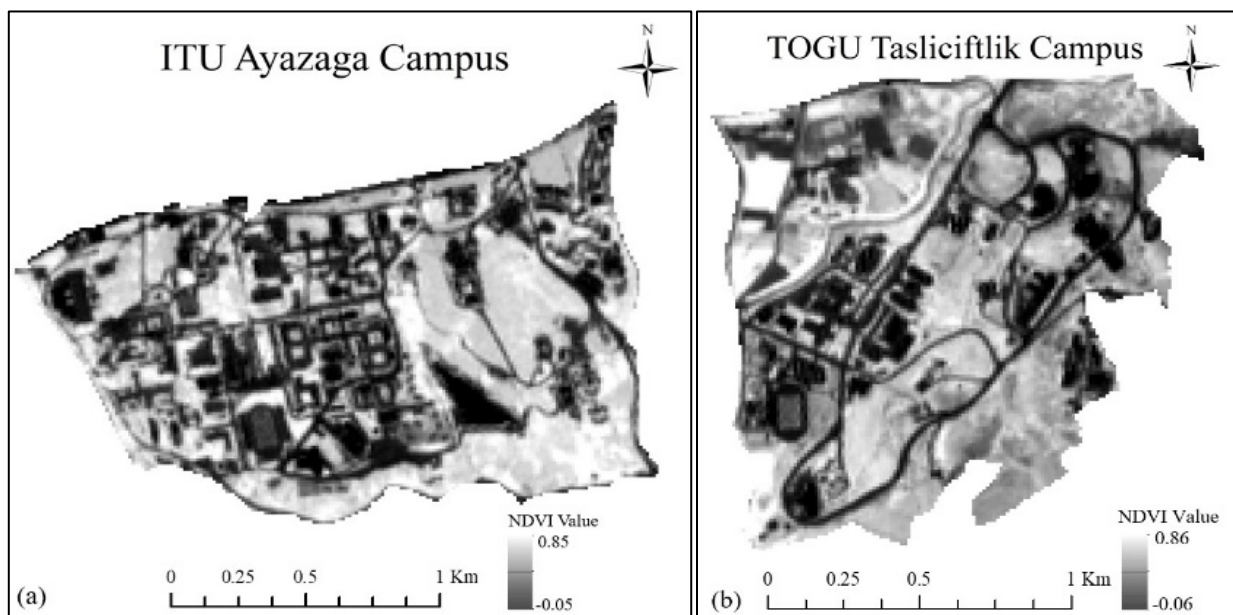 ITU Ayazaga Campus
N
NDVI Value
0.85
-0.05
0 0.25 0.5 1 Km
(a)
TOGU Tasliciftlik Campus
N
NDVI Value
0.86
-0.06
0 0.25 0.5 1 Km
(b)